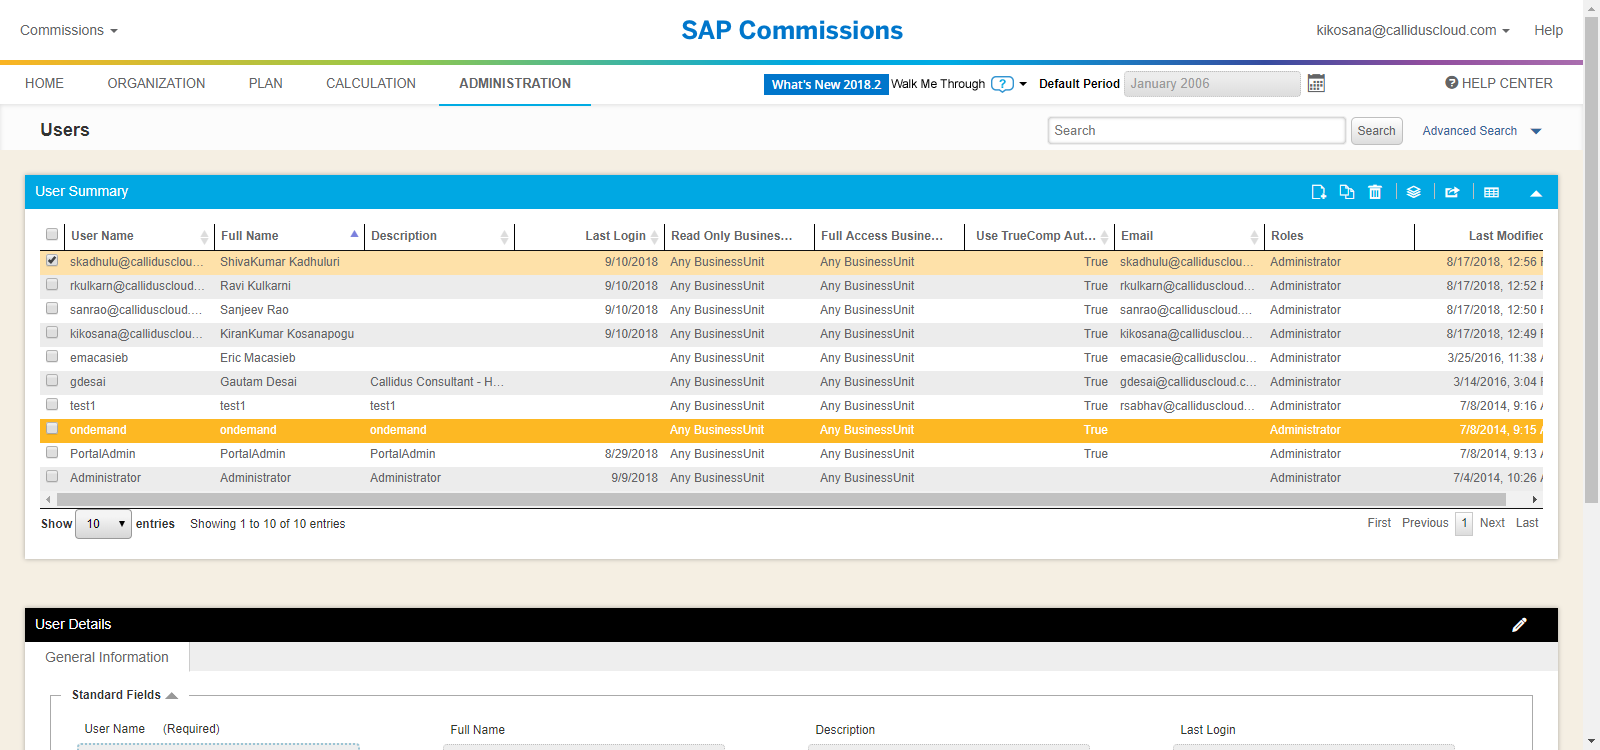 Commissions
SAP Commissions
kikosana@calliduscloud.com
Help
HOME ORGANIZATION PLAN CALCULATION ADMINISTRATION
What's New 2018.2 Walk Me Through ? Default Period January 2006
HELP CENTER
Users
Search Search Advanced Search
User Summary
User Name Full Name Description Last Login Read Only Busines... Full Access Busine... Use TrueComp Aut... Email Roles Last Modified
skadhulu@calliduscloud... ShivaKumar Kadhuluri 9/10/2018 Any BusinessUnit Any BusinessUnit True skadhulu@calliduscloud... Administrator 8/17/2018, 12:56
rkulkarn@calliduscloud... Ravi Kulkarni 9/10/2018 Any BusinessUnit Any BusinessUnit True rkulkarn@calliduscloud... Administrator 8/17/2018, 12:52
sanrao@calliduscloud.... Sanjeev Rao 9/10/2018 Any BusinessUnit Any BusinessUnit True sanrao@calliduscloud.... Administrator 8/17/2018, 12:50
kikosana@calliduscloud... KiranKumar Kosanapogu 9/10/2018 Any BusinessUnit Any BusinessUnit True kikosana@calliduscloud... Administrator 8/17/2018, 12:49
emacasieb Eric Macasieb Any BusinessUnit Any BusinessUnit True emacasie@calliduscloud... Administrator 3/25/2016, 11:38
gdesai Gautam Desai Callidus Consultant - H... Any BusinessUnit Any BusinessUnit True gdesai@calliduscloud.c... Administrator 3/14/2016, 3:04
test1 test1 test1 Any BusinessUnit Any BusinessUnit True rsabhav@calliduscloud... Administrator 7/8/2014, 9:16
ondemand ondemand ondemand Any BusinessUnit Any BusinessUnit True Administrator 7/8/2014, 9:15
PortalAdmin PortalAdmin PortalAdmin 8/29/2018 Any BusinessUnit Any BusinessUnit True Administrator 7/8/2014, 9:13
Administrator Administrator Administrator 9/9/2018 Any BusinessUnit Any BusinessUnit Administrator 7/4/2014, 10:26
Show 10 entries Showing 1 to 10 of 10 entries
First Previous 1 Next Last
User Details
General Information
Standard Fields
User Name (Required) Full Name Description Last Login